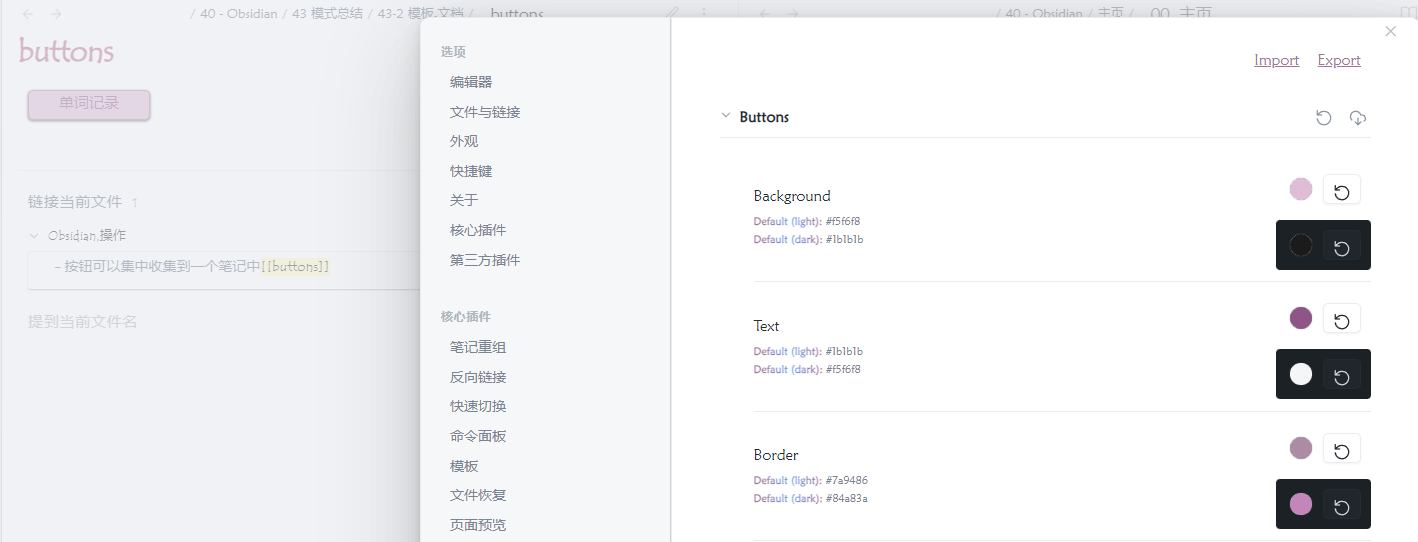 / 40 - Obsidian / 43 模式总结 / 43-2 模板,文档 / buttons
/ 40 - Obsidian / 主页 / 00 主页
buttons
单词记录
链接当前文件 1
Obsidian,操作
- 按钮可以集中收集到一个笔记中[[buttons]]
提到当前文件名
选项
编辑器
文件与链接
外观
快捷键
关于
核心插件
第三方插件
核心插件
笔记重组
反向链接
快速切换
命令面板
模板
文件恢复
页面预览
Import Export
Buttons
Background
Default (light): #f5f6f8
Default (dark): #1b1b1b
Text
Default (light): #1b1b1b
Default (dark): #f5f6f8
Border
Default (light): #7a9486
Default (dark): #84a83a